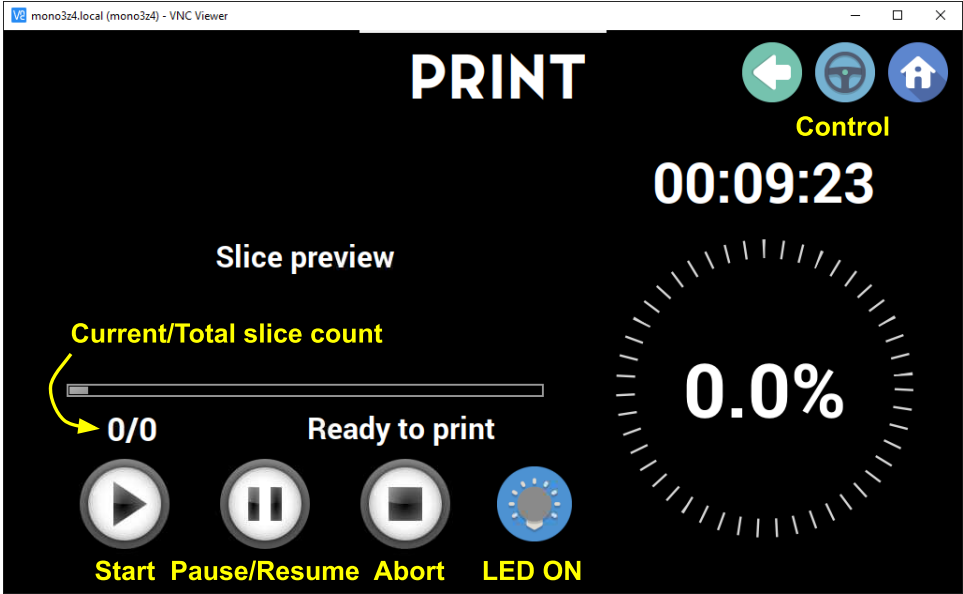 mono3z4.local (mono3z4) - VNC Viewer
PRINT
Control
00:09:23
Slice preview
Current/Total slice count
0.0%
0/0
Ready to print
Start Pause/Resume Abort LED ON